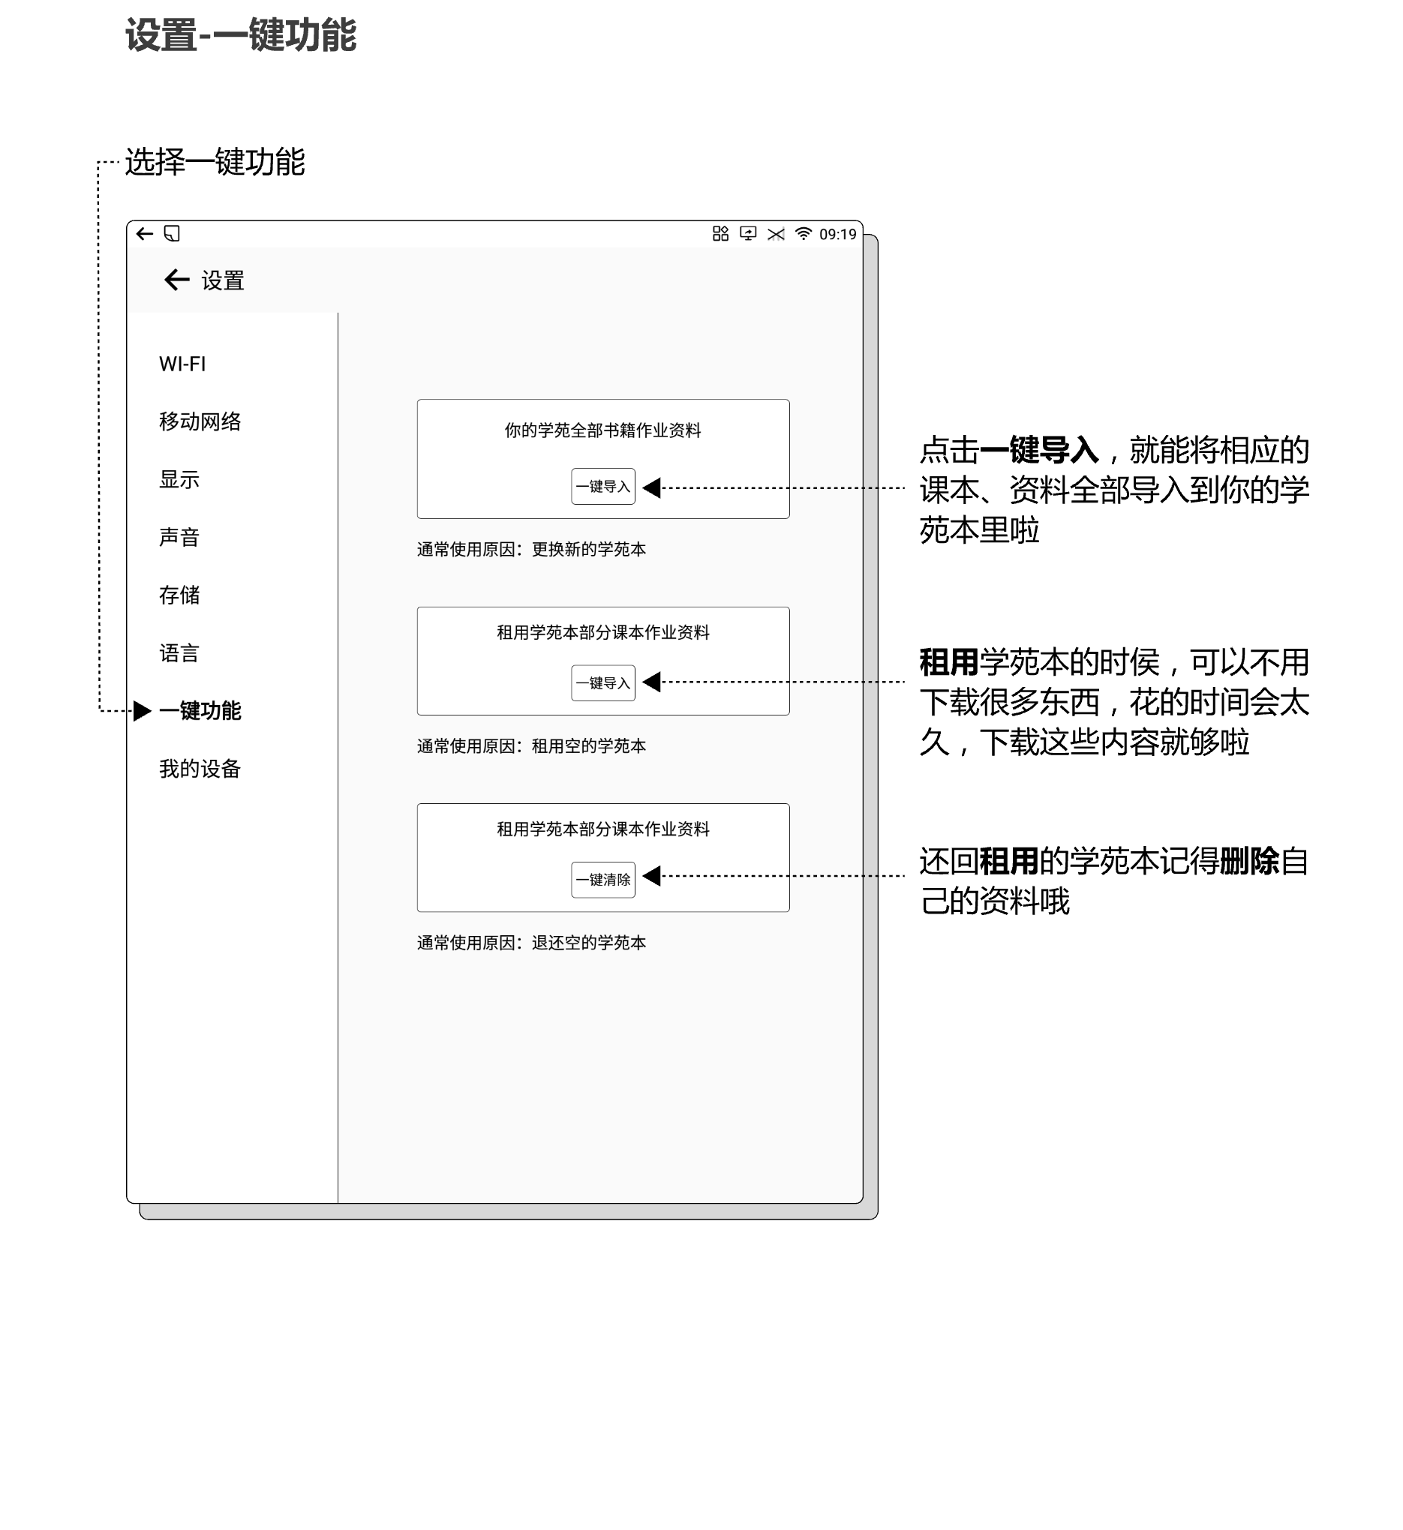 设置-一键功能
选择一键功能
09:19
设置
WI-FI
移动网络
显示
声音
存储
语言
一键功能
我的设备
你的学苑全部书籍作业资料
一键导入
通常使用原因：更换新的学苑本
租用学苑本部分课本作业资料
一键导入
通常使用原因：租用空的学苑本
租用学苑本部分课本作业资料
一键清除
通常使用原因：退还空的学苑本
点击一键导入，就能将相应的
课本、资料全部导入到你的学
苑本里啦
租用学苑本的时侯，可以不用
下载很多东西，花的时间会太
久，下载这些内容就够啦
还回租用的学苑本记得删除自
己的资料哦